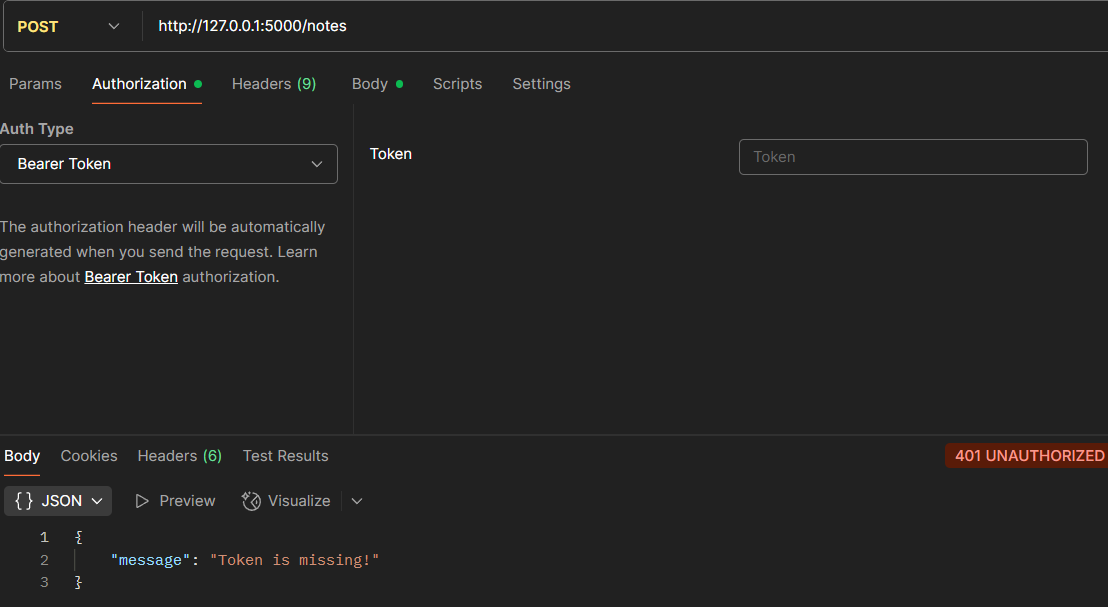 POST http://127.0.0.1:5000/notes
Params Authorization Headers (9) Body Scripts Settings
Auth Type
Bearer Token
Token Token
The authorization header will be automatically
generated when you send the request. Learn
more about Bearer Token authorization.
Body Cookies Headers (6) Test Results 401 UNAUTHORIZED
{} JSON Preview Visualize
1 {
2 "message": "Token is missing!"
3 }